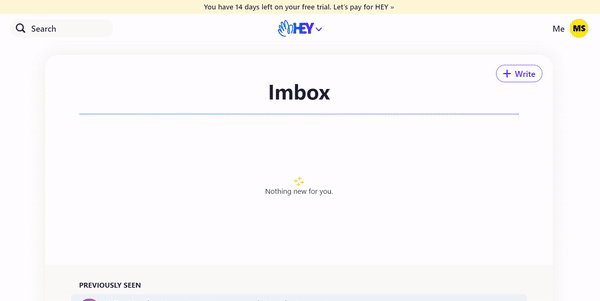 You have 14 days left on your free trial. Let's pay for HEY »
Search
HEY
Me
MS
Write
Imbox
Nothing new for you.
PREVIOUSLY SEEN